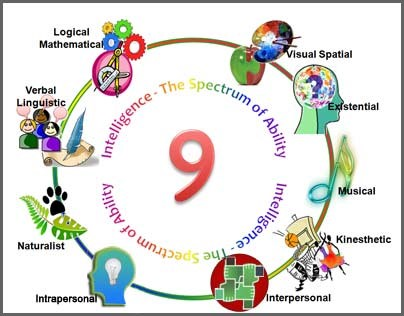 Logical
Mathematical
Visual Spatial
Verbal
Linguistic
Existential
Intelligence - The Spectrum of Ability
9
Intelligence - The Spectrum of Ability
Musical
Kinesthetic
Naturalist
Intrapersonal
Interpersonal